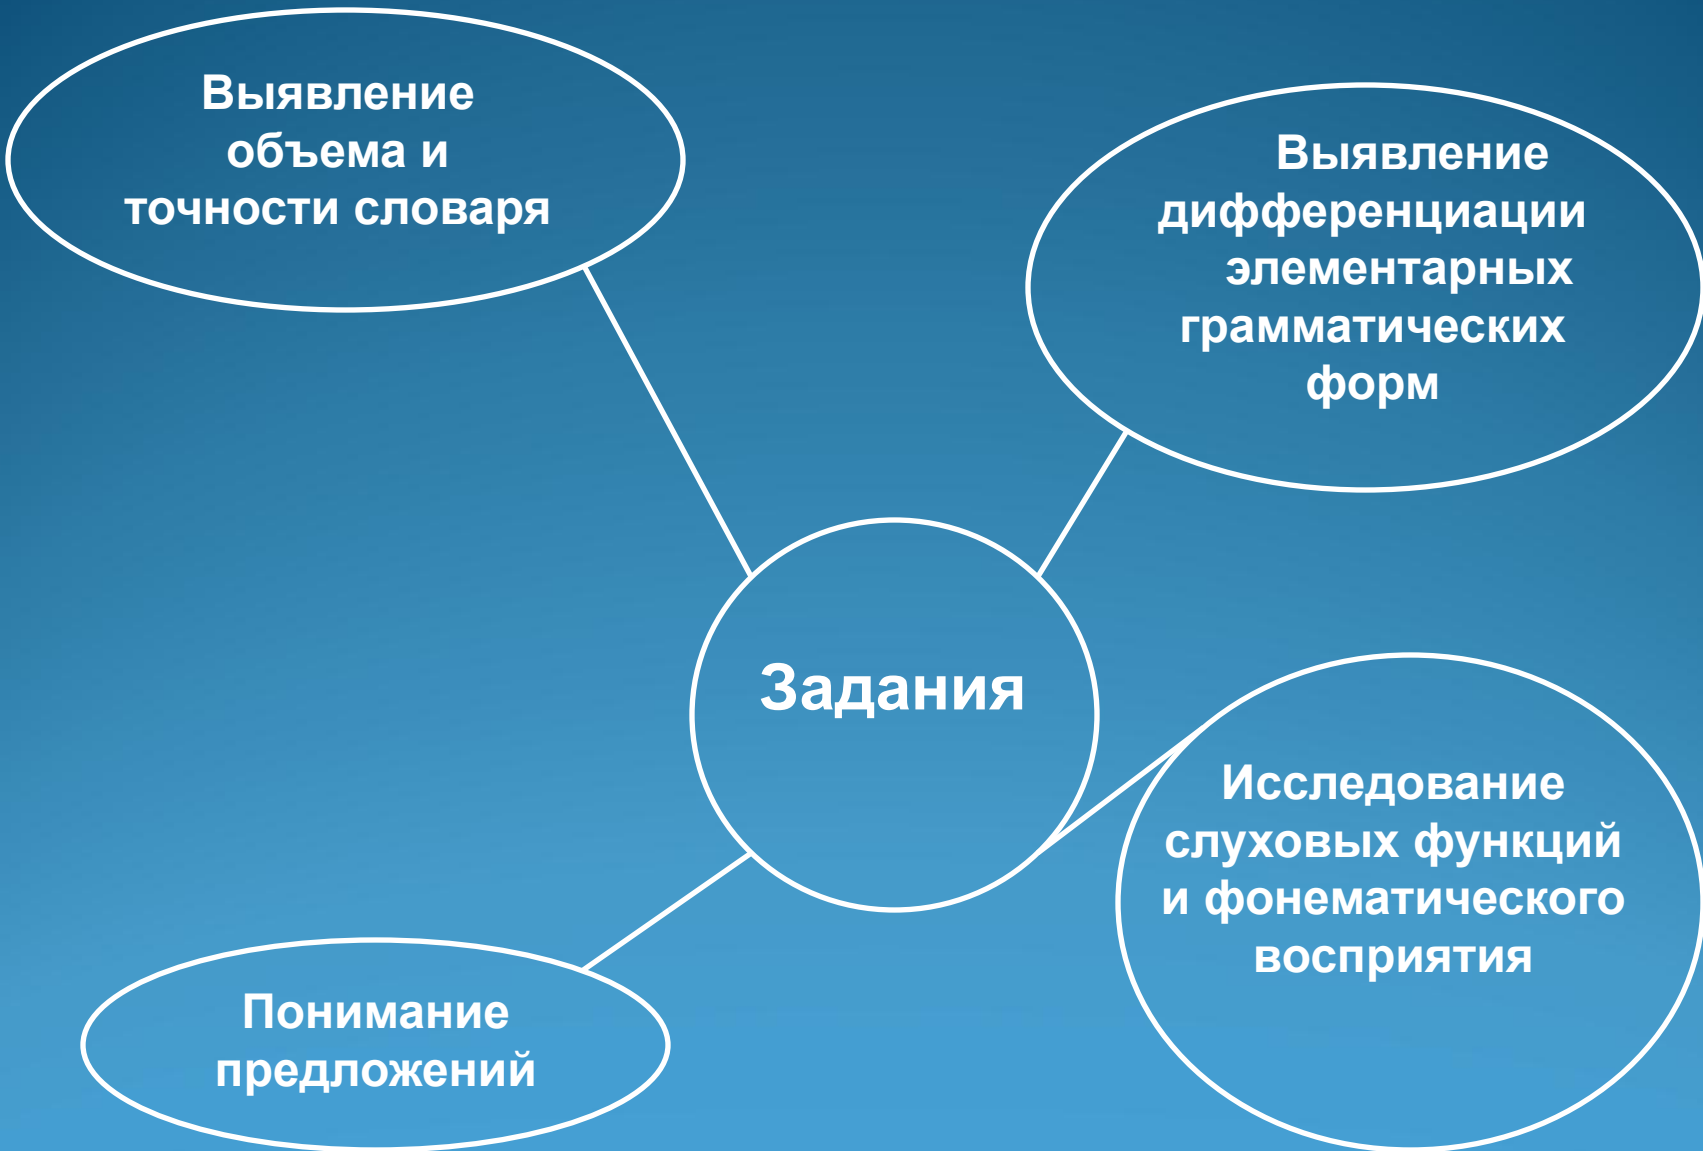 Выявление
объема и
точности словаря
Выявление
дифференциации
элементарных
грамматических
форм
Задания
Исследование
слуховых функций
и фонематического
восприятия
Понимание
предложений